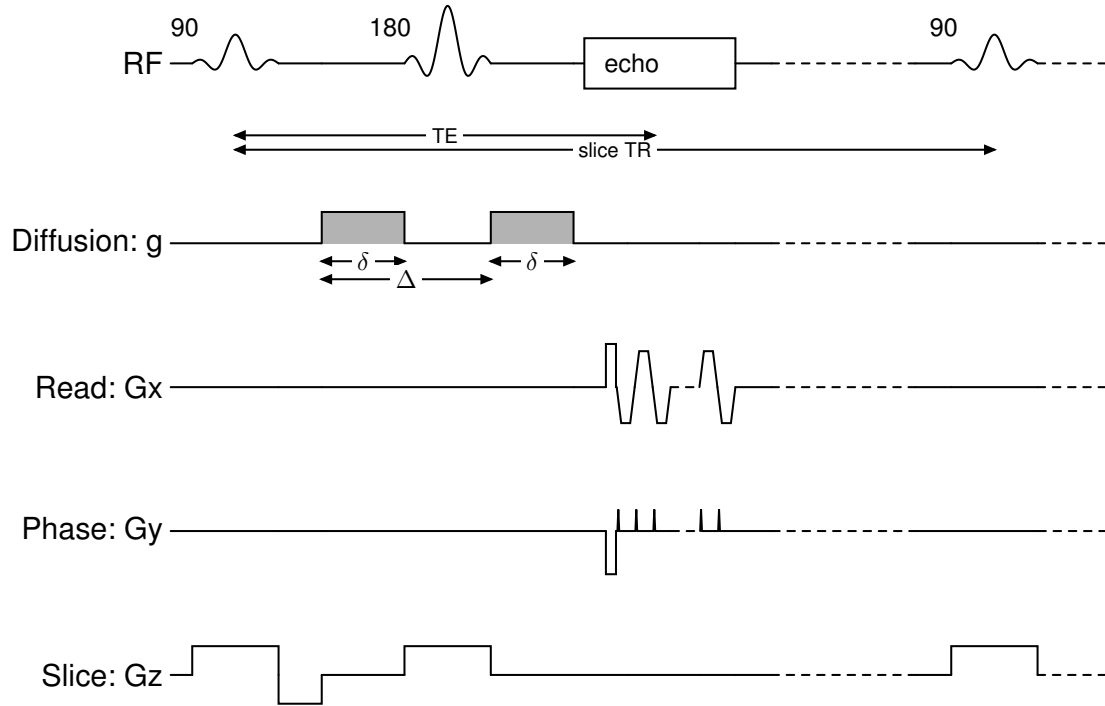 90
180
90
RF
echo
TE
slice TR
Diffusion: g
δ
δ
Δ
Read: Gx
Phase: Gy
Slice: Gz